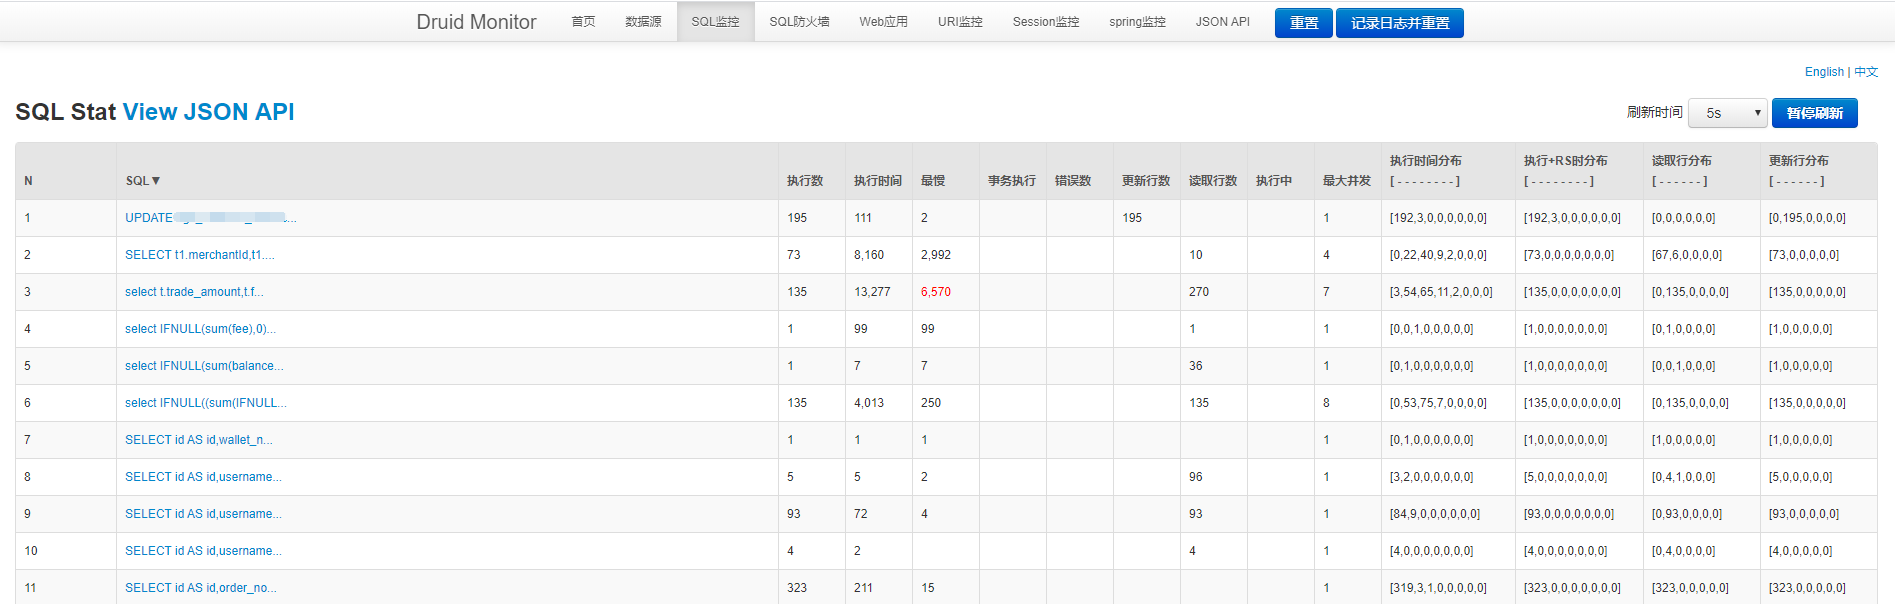 Druid Monitor 首页 数据源 SQL监控 SQL防火墙 Web应用 URI监控 Session监控 spring监控 JSON API 重置 记录日志并重置
English | 中文
SQL Stat View JSON API 刷新时间 5s ▼ 暂停刷新
N SQL▼ 执行数 执行时间 最慢 事务执行 错误数 更新行数 读取行数 执行中 最大并发 执行时间分布 [ - - - - - - - - ] 执行+RS时分布 [ - - - - - - - - ] 读取行分布 [ - - - - - - ] 更新行分布 [ - - - - - - ]
1 UPDATE ... 195 111 2 195 1 [192,3,0,0,0,0,0,0] [192,3,0,0,0,0,0,0] [0,0,0,0,0,0] [0,195,0,0,0,0]
2 SELECT t1.merchantId,t1.... 73 8,160 2,992 10 4 [0,22,40,9,2,0,0,0] [73,0,0,0,0,0,0,0] [67,6,0,0,0,0] [73,0,0,0,0,0]
3 select t.trade_amount,t.f... 135 13,277 6,570 270 7 [3,54,65,11,2,0,0,0] [135,0,0,0,0,0,0,0] [0,135,0,0,0,0] [135,0,0,0,0,0]
4 select IFNULL(sum(fee),0)... 1 99 99 1 1 [0,0,1,0,0,0,0,0] [1,0,0,0,0,0,0,0] [0,1,0,0,0,0] [1,0,0,0,0,0]
5 select IFNULL(sum(balance... 1 7 7 36 1 [0,1,0,0,0,0,0,0] [1,0,0,0,0,0,0,0] [0,0,1,0,0,0] [1,0,0,0,0,0]
6 select IFNULL((sum(IFNULL... 135 4,013 250 135 8 [0,53,75,7,0,0,0,0] [135,0,0,0,0,0,0,0] [0,135,0,0,0,0] [135,0,0,0,0,0]
7 SELECT id AS id,wallet_n... 1 1 1 1 [0,1,0,0,0,0,0,0] [1,0,0,0,0,0,0,0] [1,0,0,0,0,0] [1,0,0,0,0,0]
8 SELECT id AS id,username... 5 5 2 96 1 [3,2,0,0,0,0,0,0] [5,0,0,0,0,0,0,0] [0,4,1,0,0,0] [5,0,0,0,0,0]
9 SELECT id AS id,username... 93 72 4 93 1 [84,9,0,0,0,0,0,0] [93,0,0,0,0,0,0,0] [0,93,0,0,0,0] [93,0,0,0,0,0]
10 SELECT id AS id,username... 4 2 4 1 [4,0,0,0,0,0,0,0] [4,0,0,0,0,0,0,0] [0,4,0,0,0,0] [4,0,0,0,0,0]
11 SELECT id AS id,order_no... 323 211 15 1 [319,3,1,0,0,0,0,0] [323,0,0,0,0,0,0,0] [323,0,0,0,0,0] [323,0,0,0,0,0]